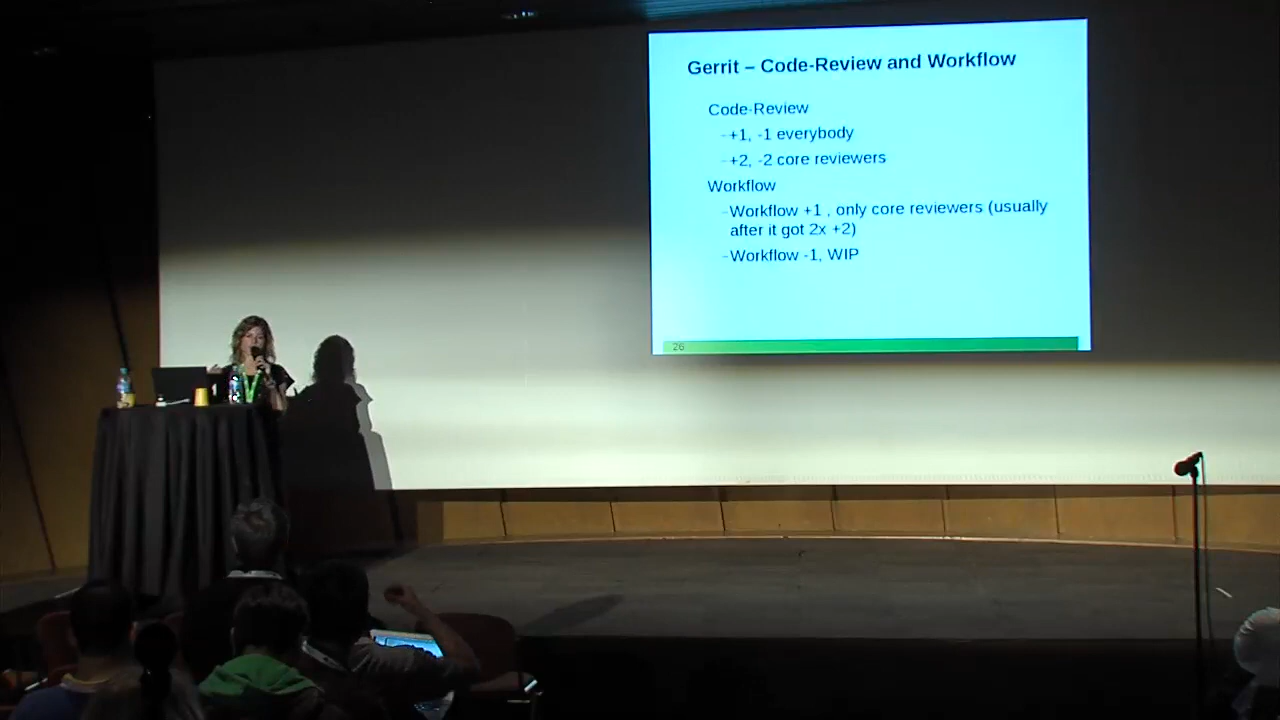 Gerrit – Code-Review and Workflow
Code-Review
–+1, -1 everybody
–+2, -2 core reviewers
Workflow
–Workflow +1 , only core reviewers (usually
after it got 2x +2)
–Workflow -1, WIP
26